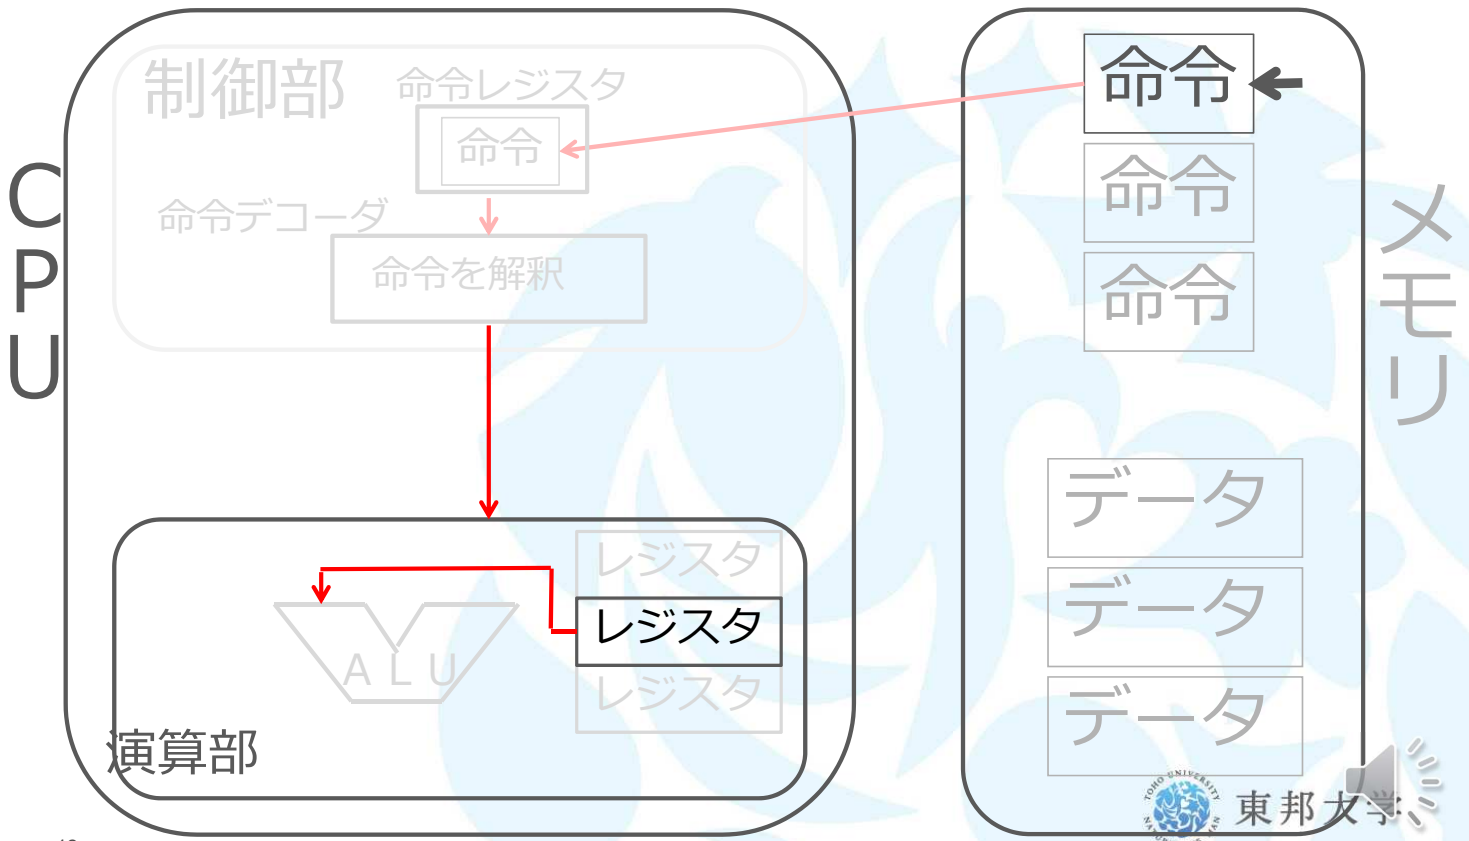 CPU
制御部
命令レジスタ
命令
命令デコーダ
命令を解釈
演算部
ALU
レジスタ
レジスタ
レジスタ
メモリ
命令
命令
命令
データ
データ
データ
TOHO UNIVERSITY
東邦大学